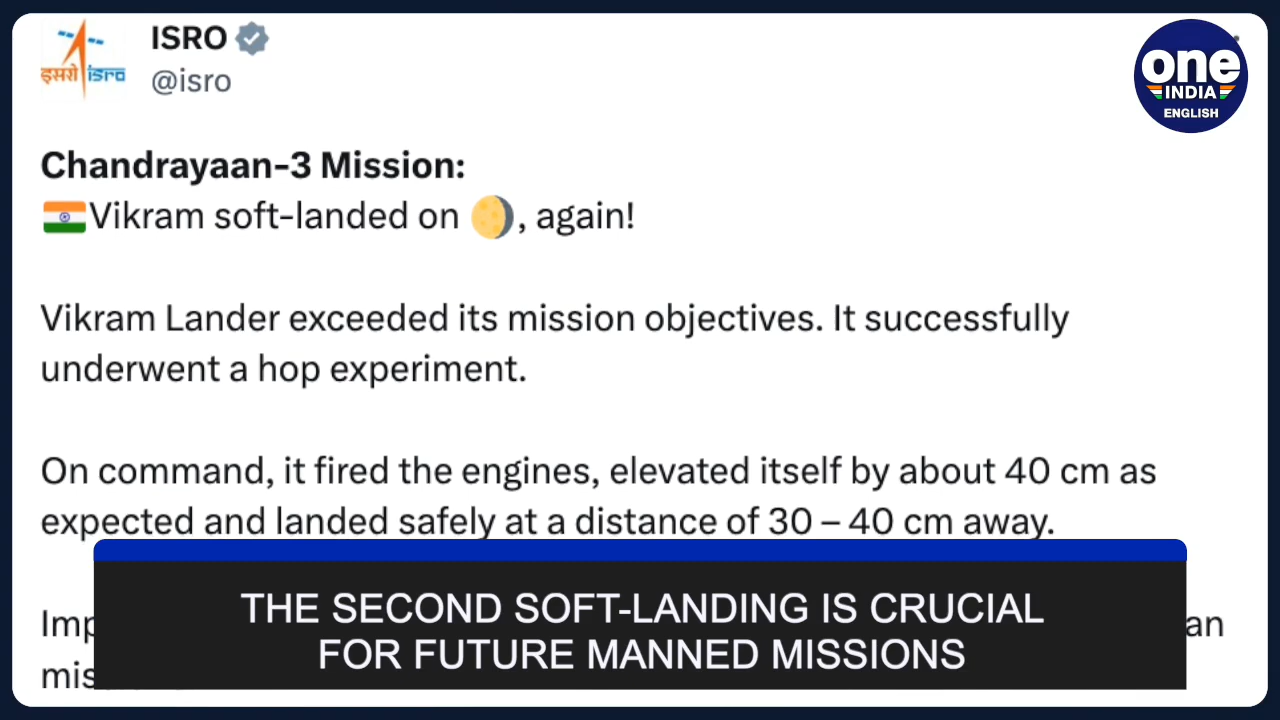 ISRO
@isro
इसरो isro
one
INDIA
ENGLISH
Chandrayaan-3 Mission:
Vikram soft-landed on 🌖, again!
Vikram Lander exceeded its mission objectives. It successfully
underwent a hop experiment.
On command, it fired the engines, elevated itself by about 40 cm as
expected and landed safely at a distance of 30 – 40 cm away.
THE SECOND SOFT-LANDING IS CRUCIAL
FOR FUTURE MANNED MISSIONS